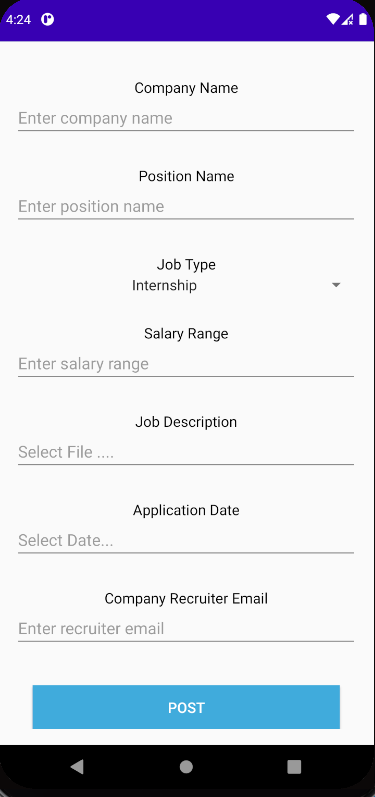 4:24
Company Name
Enter company name
Position Name
Enter position name
Job Type
Internship
Salary Range
Enter salary range
Job Description
Select File ....
Application Date
Select Date...
Company Recruiter Email
Enter recruiter email
POST